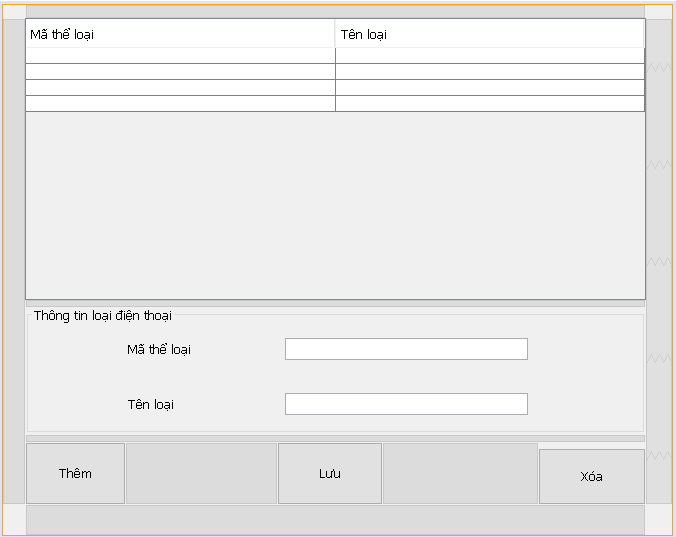 Mã thể loại Tên loại
Thông tin loại điện thoại
Mã thể loại
Tên loại
Thêm Lưu Xóa